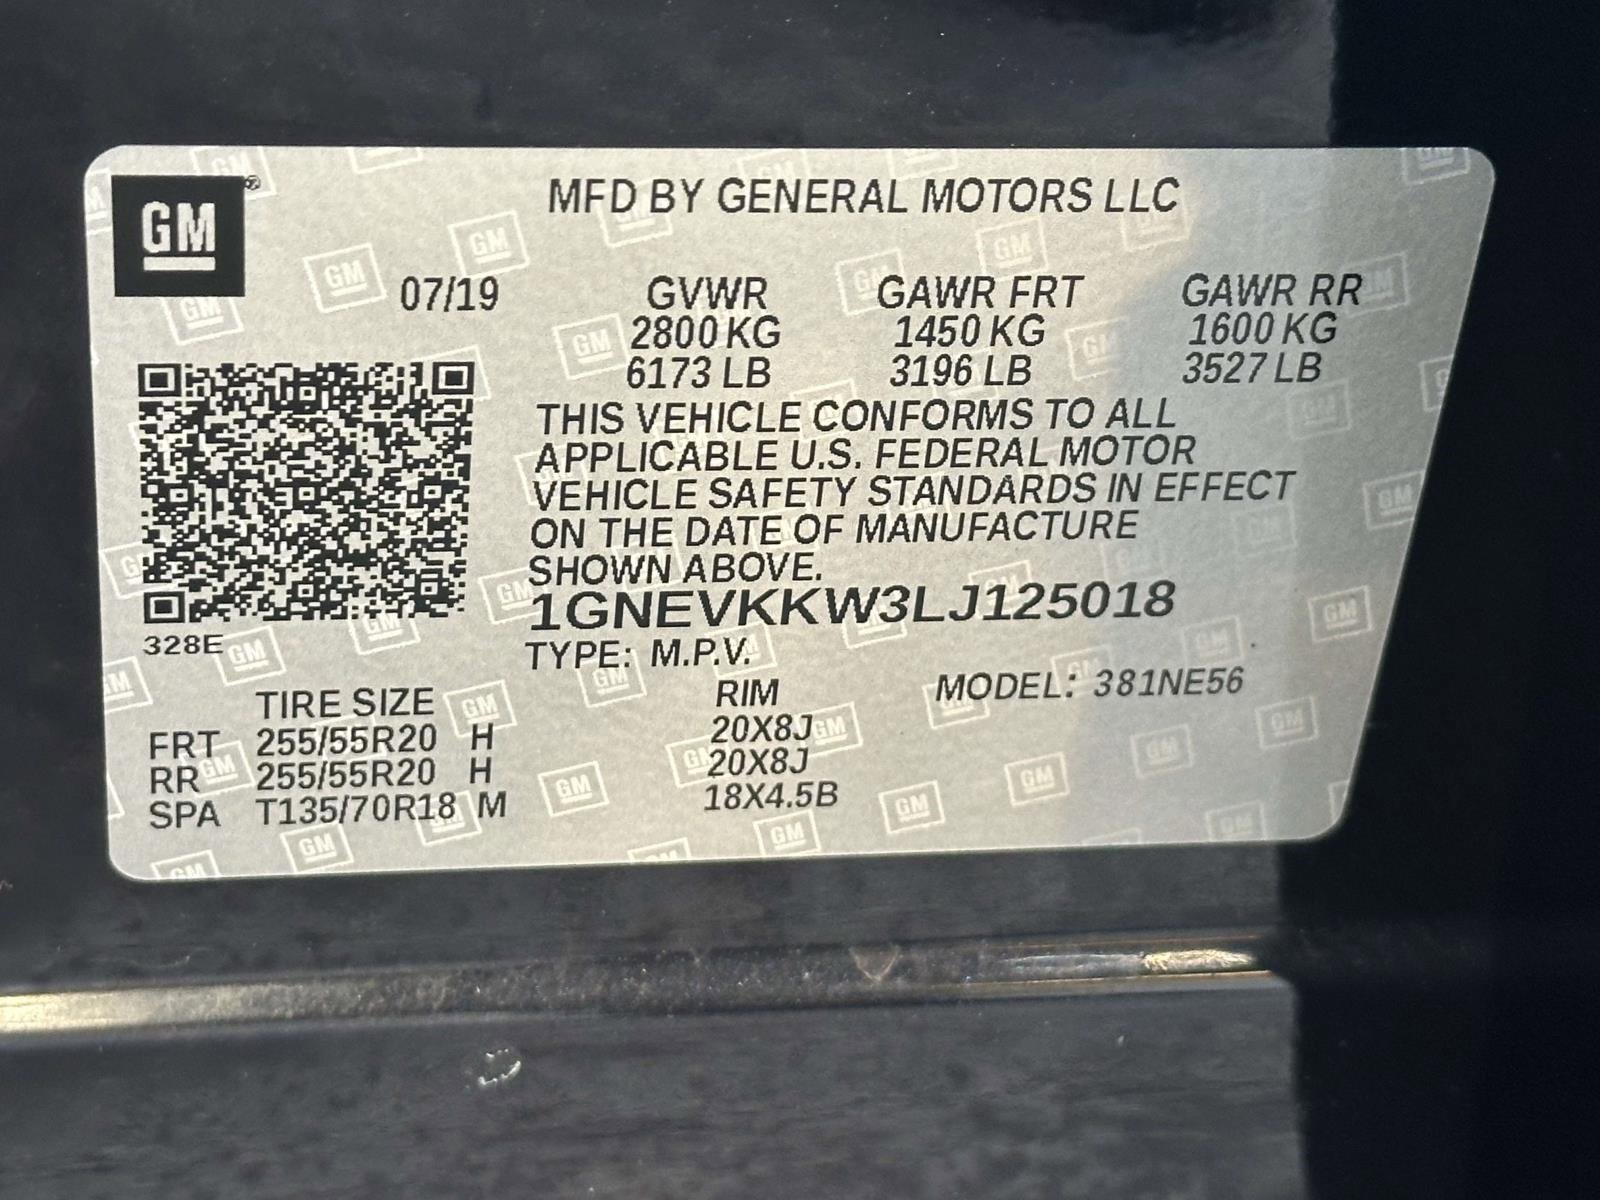 GM
MFD BY GENERAL MOTORS LLC
07/19 GVWR GAWR FRT GAWR RR
2800 KG 1450 KG 1600 KG
6173 LB 3196 LB 3527 LB
THIS VEHICLE CONFORMS TO ALL
APPLICABLE U.S. FEDERAL MOTOR
VEHICLE SAFETY STANDARDS IN EFFECT
ON THE DATE OF MANUFACTURE
SHOWN ABOVE.
1GNEVKKW3LJ125018
328E
TYPE: M.P.V.
MODEL: 381NE56
TIRE SIZE RIM
FRT 255/55R20 H 20X8J
RR 255/55R20 H 20X8J
SPA T135/70R18 M 18X4.5B